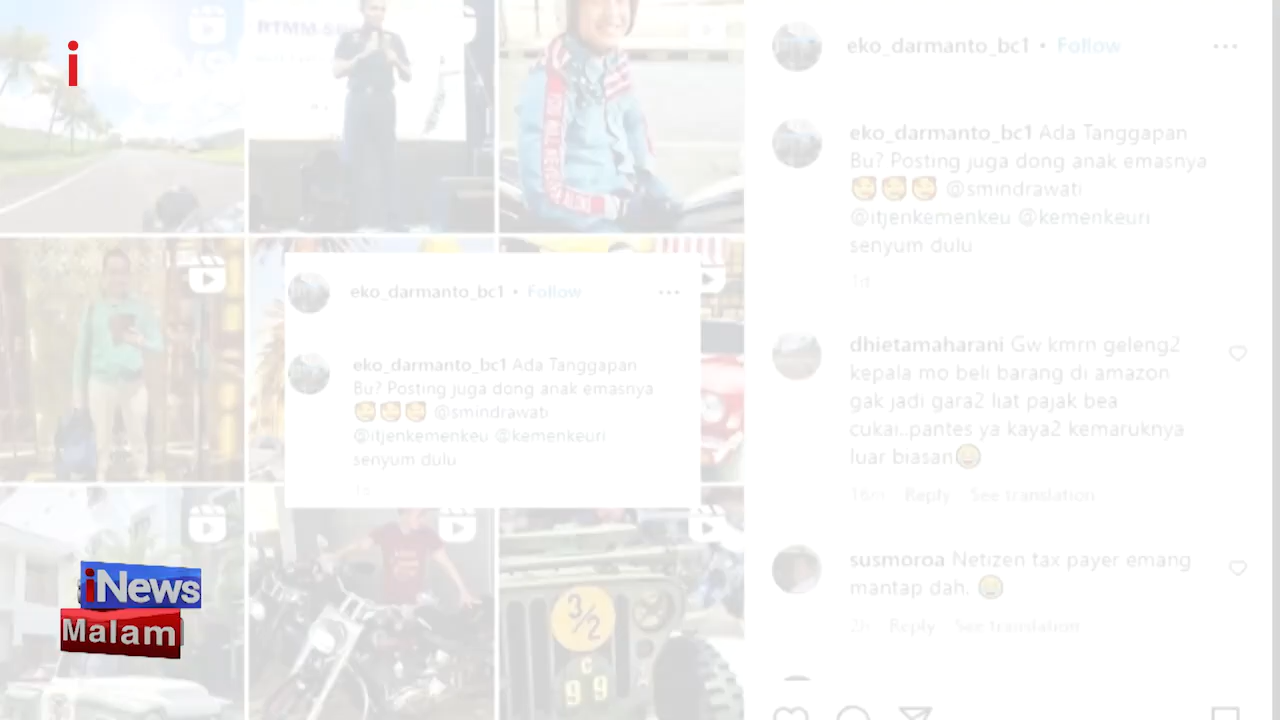 i
RTMM
eko_darmanto_bc1 • Follow
eko_darmanto_bc1 Ada Tanggapan
Bu? Posting juga dong anak emasnya
@smindrawati
@itjenkemenkeu @kemenkeuri
senyum dulu
3/2
C
99
iNews
Malam
eko_darmanto_bc1 • Follow
eko_darmanto_bc1 Ada Tanggapan
Bu? Posting juga dong anak emasnya
@smindrawati
@itjenkemenkeu @kemenkeuri
senyum dulu
dhietamaharani Gw kmrn geleng2
kepala mo beli barang di amazon
gak jadi gara2 liat pajak bea
cukai..pantes ya kaya2 kemaruknya
luar biasan
Reply See translation
susmoroa Netizen tax payer emang
mantap dah.
2h Reply See translation